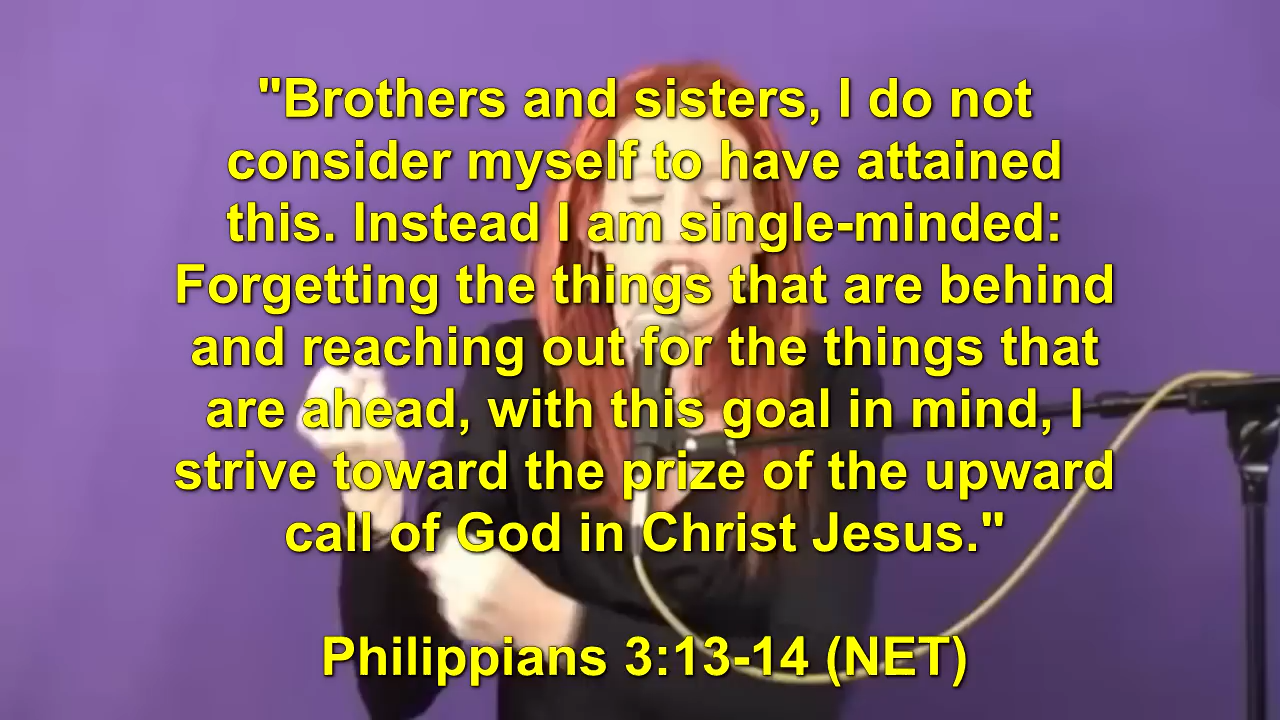 "Brothers and sisters, I do not
consider myself to have attained
this. Instead I am single-minded:
Forgetting the things that are behind
and reaching out for the things that
are ahead, with this goal in mind, I
strive toward the prize of the upward
call of God in Christ Jesus."
Philippians 3:13-14 (NET)